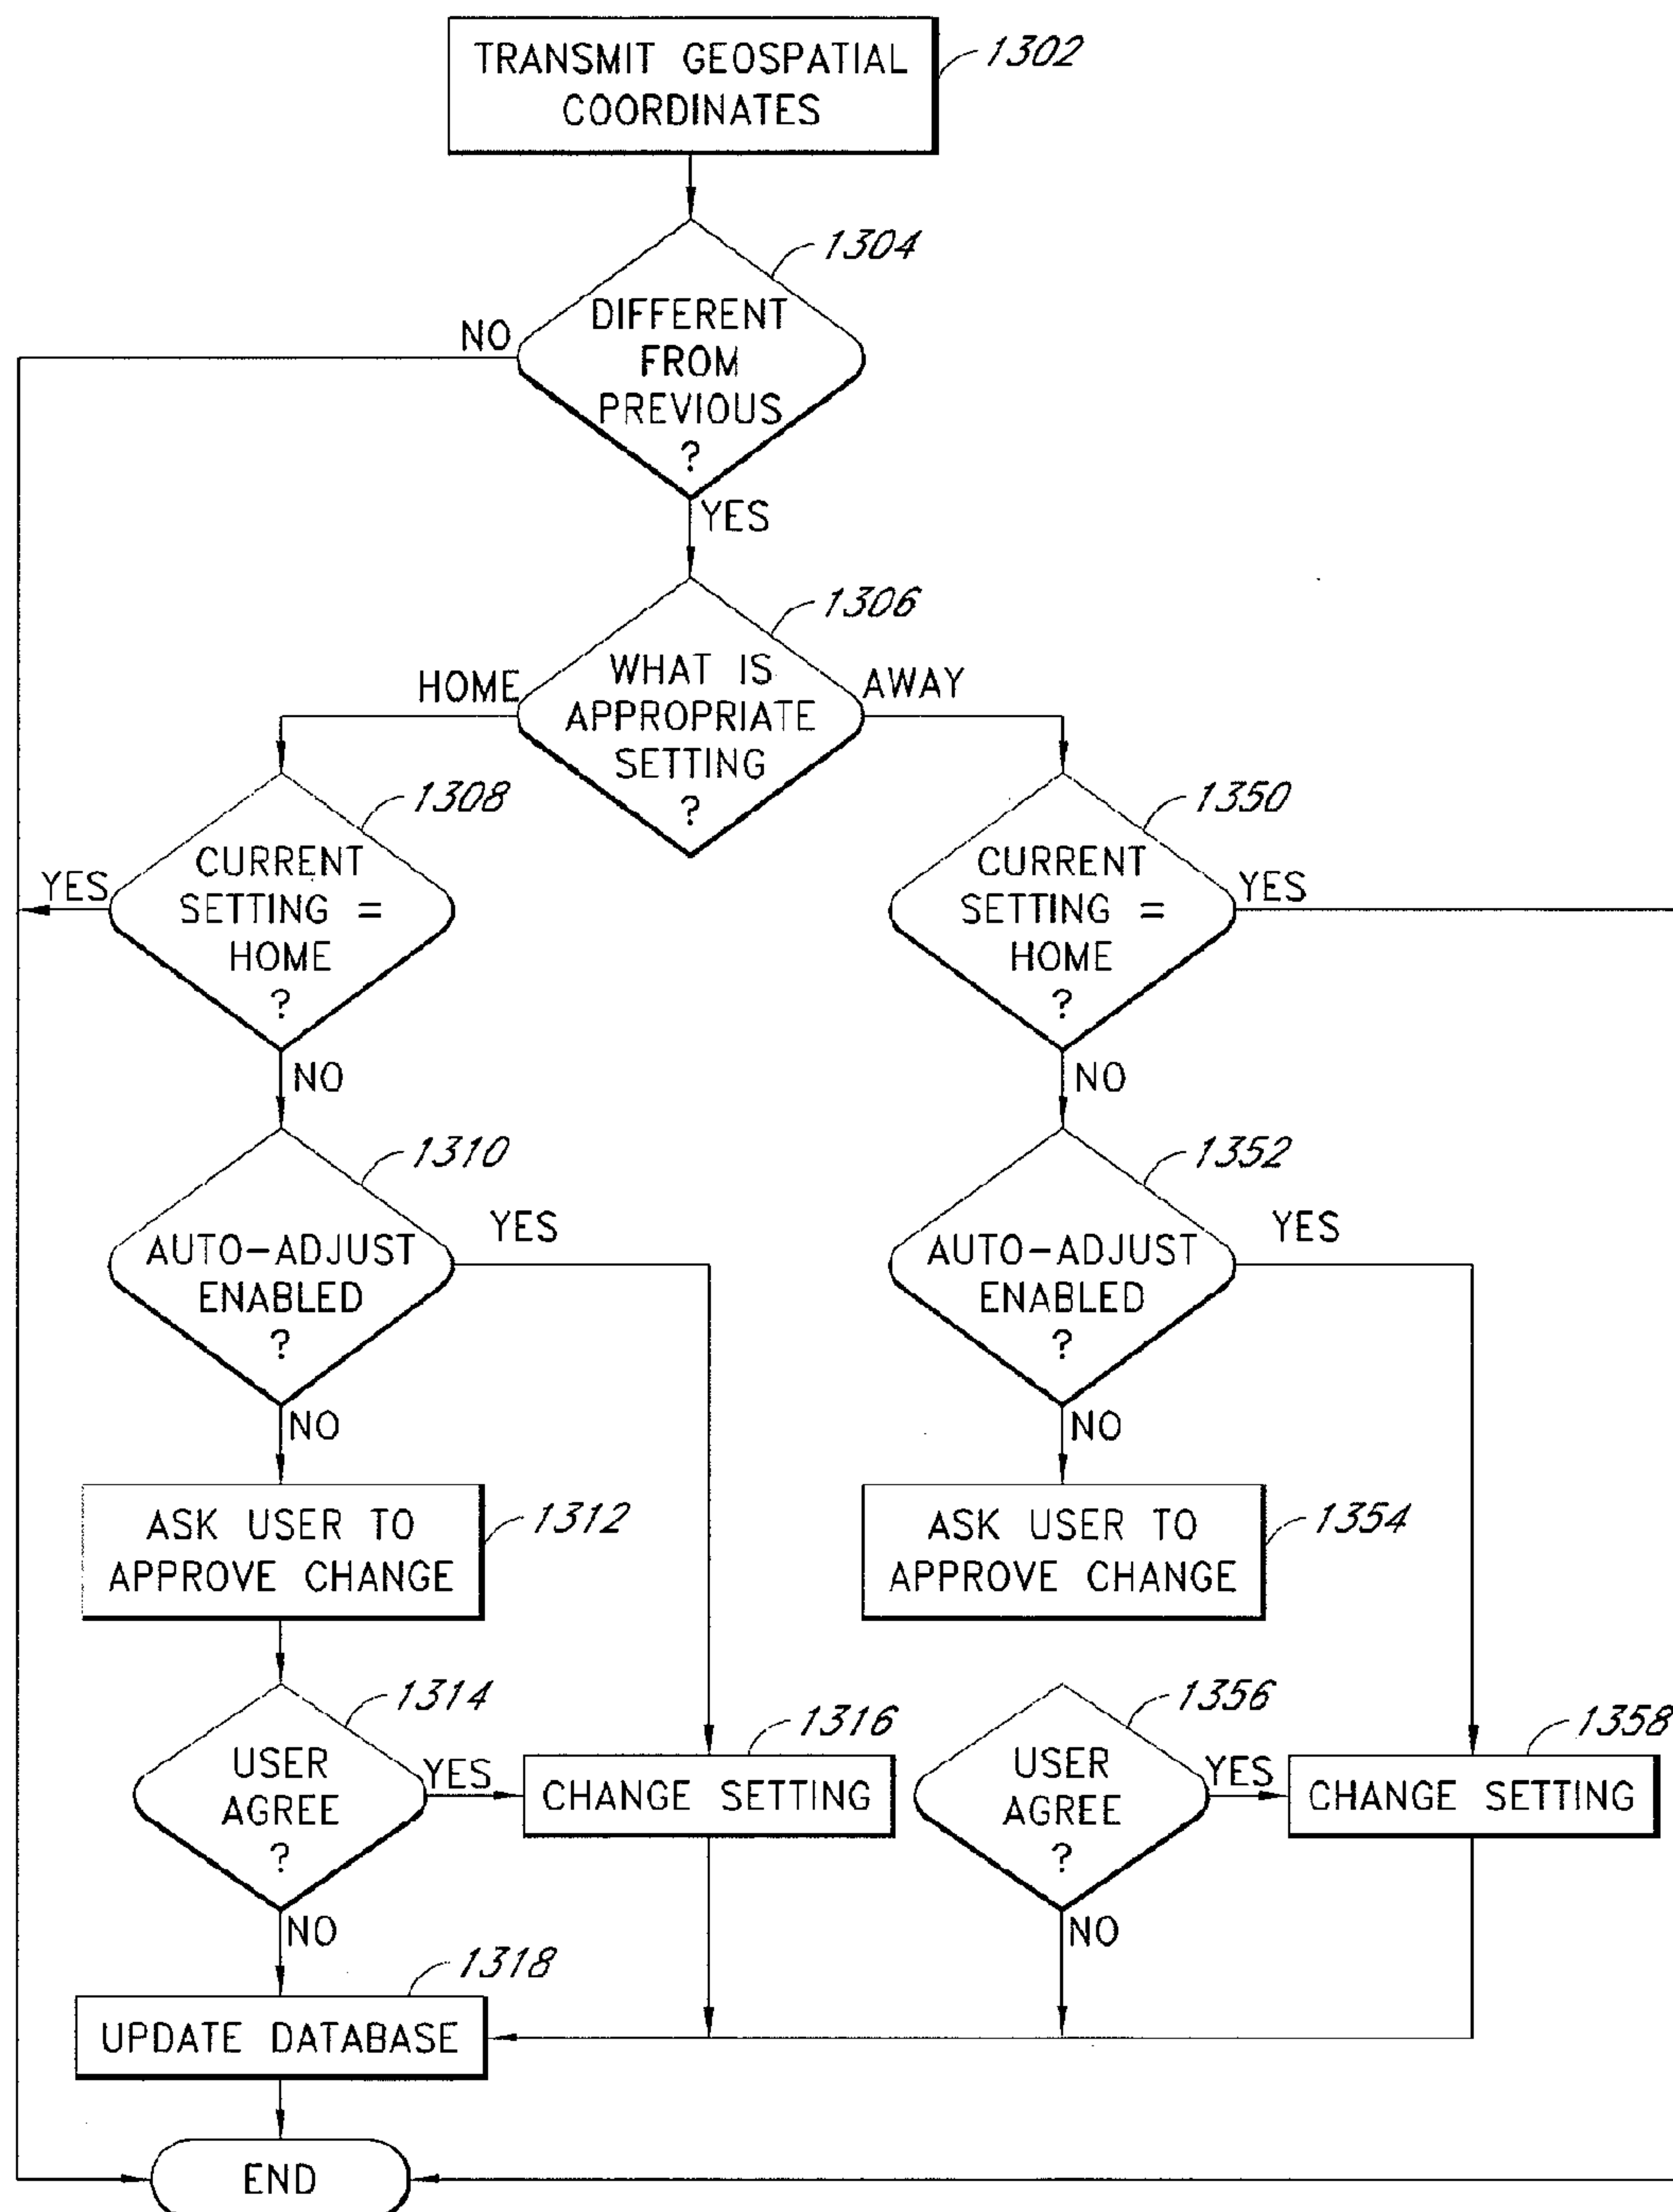 TRANSMIT GEOSPATIAL
COORDINATES
1302
1304
DIFFERENT
FROM
PREVIOUS
?
NO
YES
1306
WHAT IS
APPROPRIATE
SETTING
?
HOME
AWAY
1308
CURRENT
SETTING =
HOME
?
YES
NO
1350
CURRENT
SETTING =
HOME
?
YES
NO
1310
AUTO-ADJUST
ENABLED
?
YES
NO
1352
AUTO-ADJUST
ENABLED
?
YES
NO
ASK USER TO
APPROVE CHANGE
1312
ASK USER TO
APPROVE CHANGE
1354
1314
USER
AGREE
?
YES
NO
1316
CHANGE SETTING
1356
USER
AGREE
?
YES
NO
1358
CHANGE SETTING
1318
UPDATE DATABASE
END